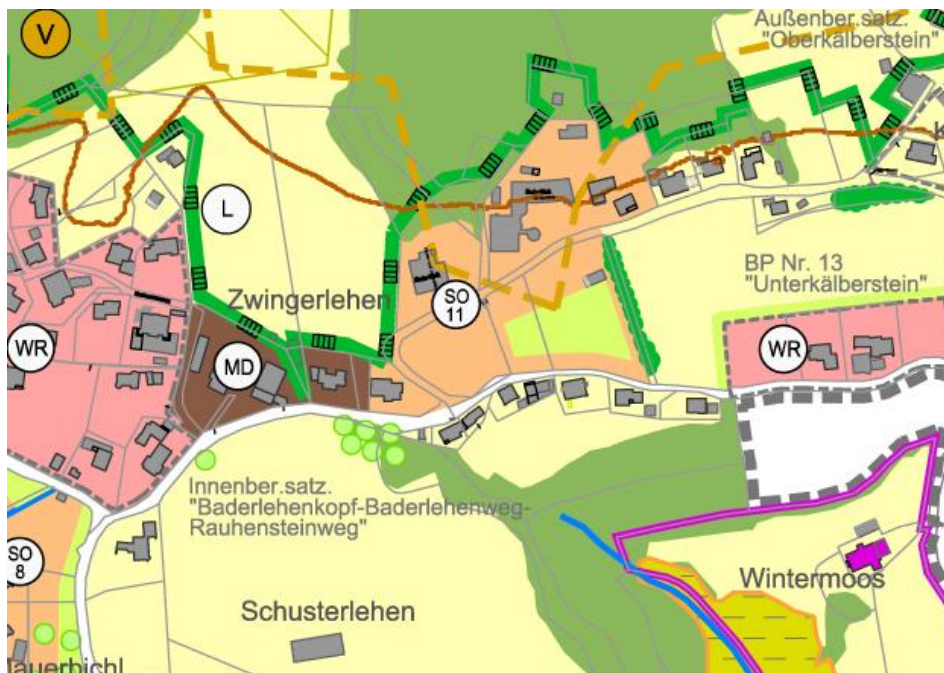 V
Außenber.satz.
"Oberkälberstein"
L
Zwingerlehen
SO
11
BP Nr. 13
"Unterkälberstein"
WR
MD
WR
Innenber.satz.
"Baderlehenkopf-Baderlehenweg-
Rauhensteinweg"
SO
8
Wintermoos
Schusterlehen
Mauerbichl